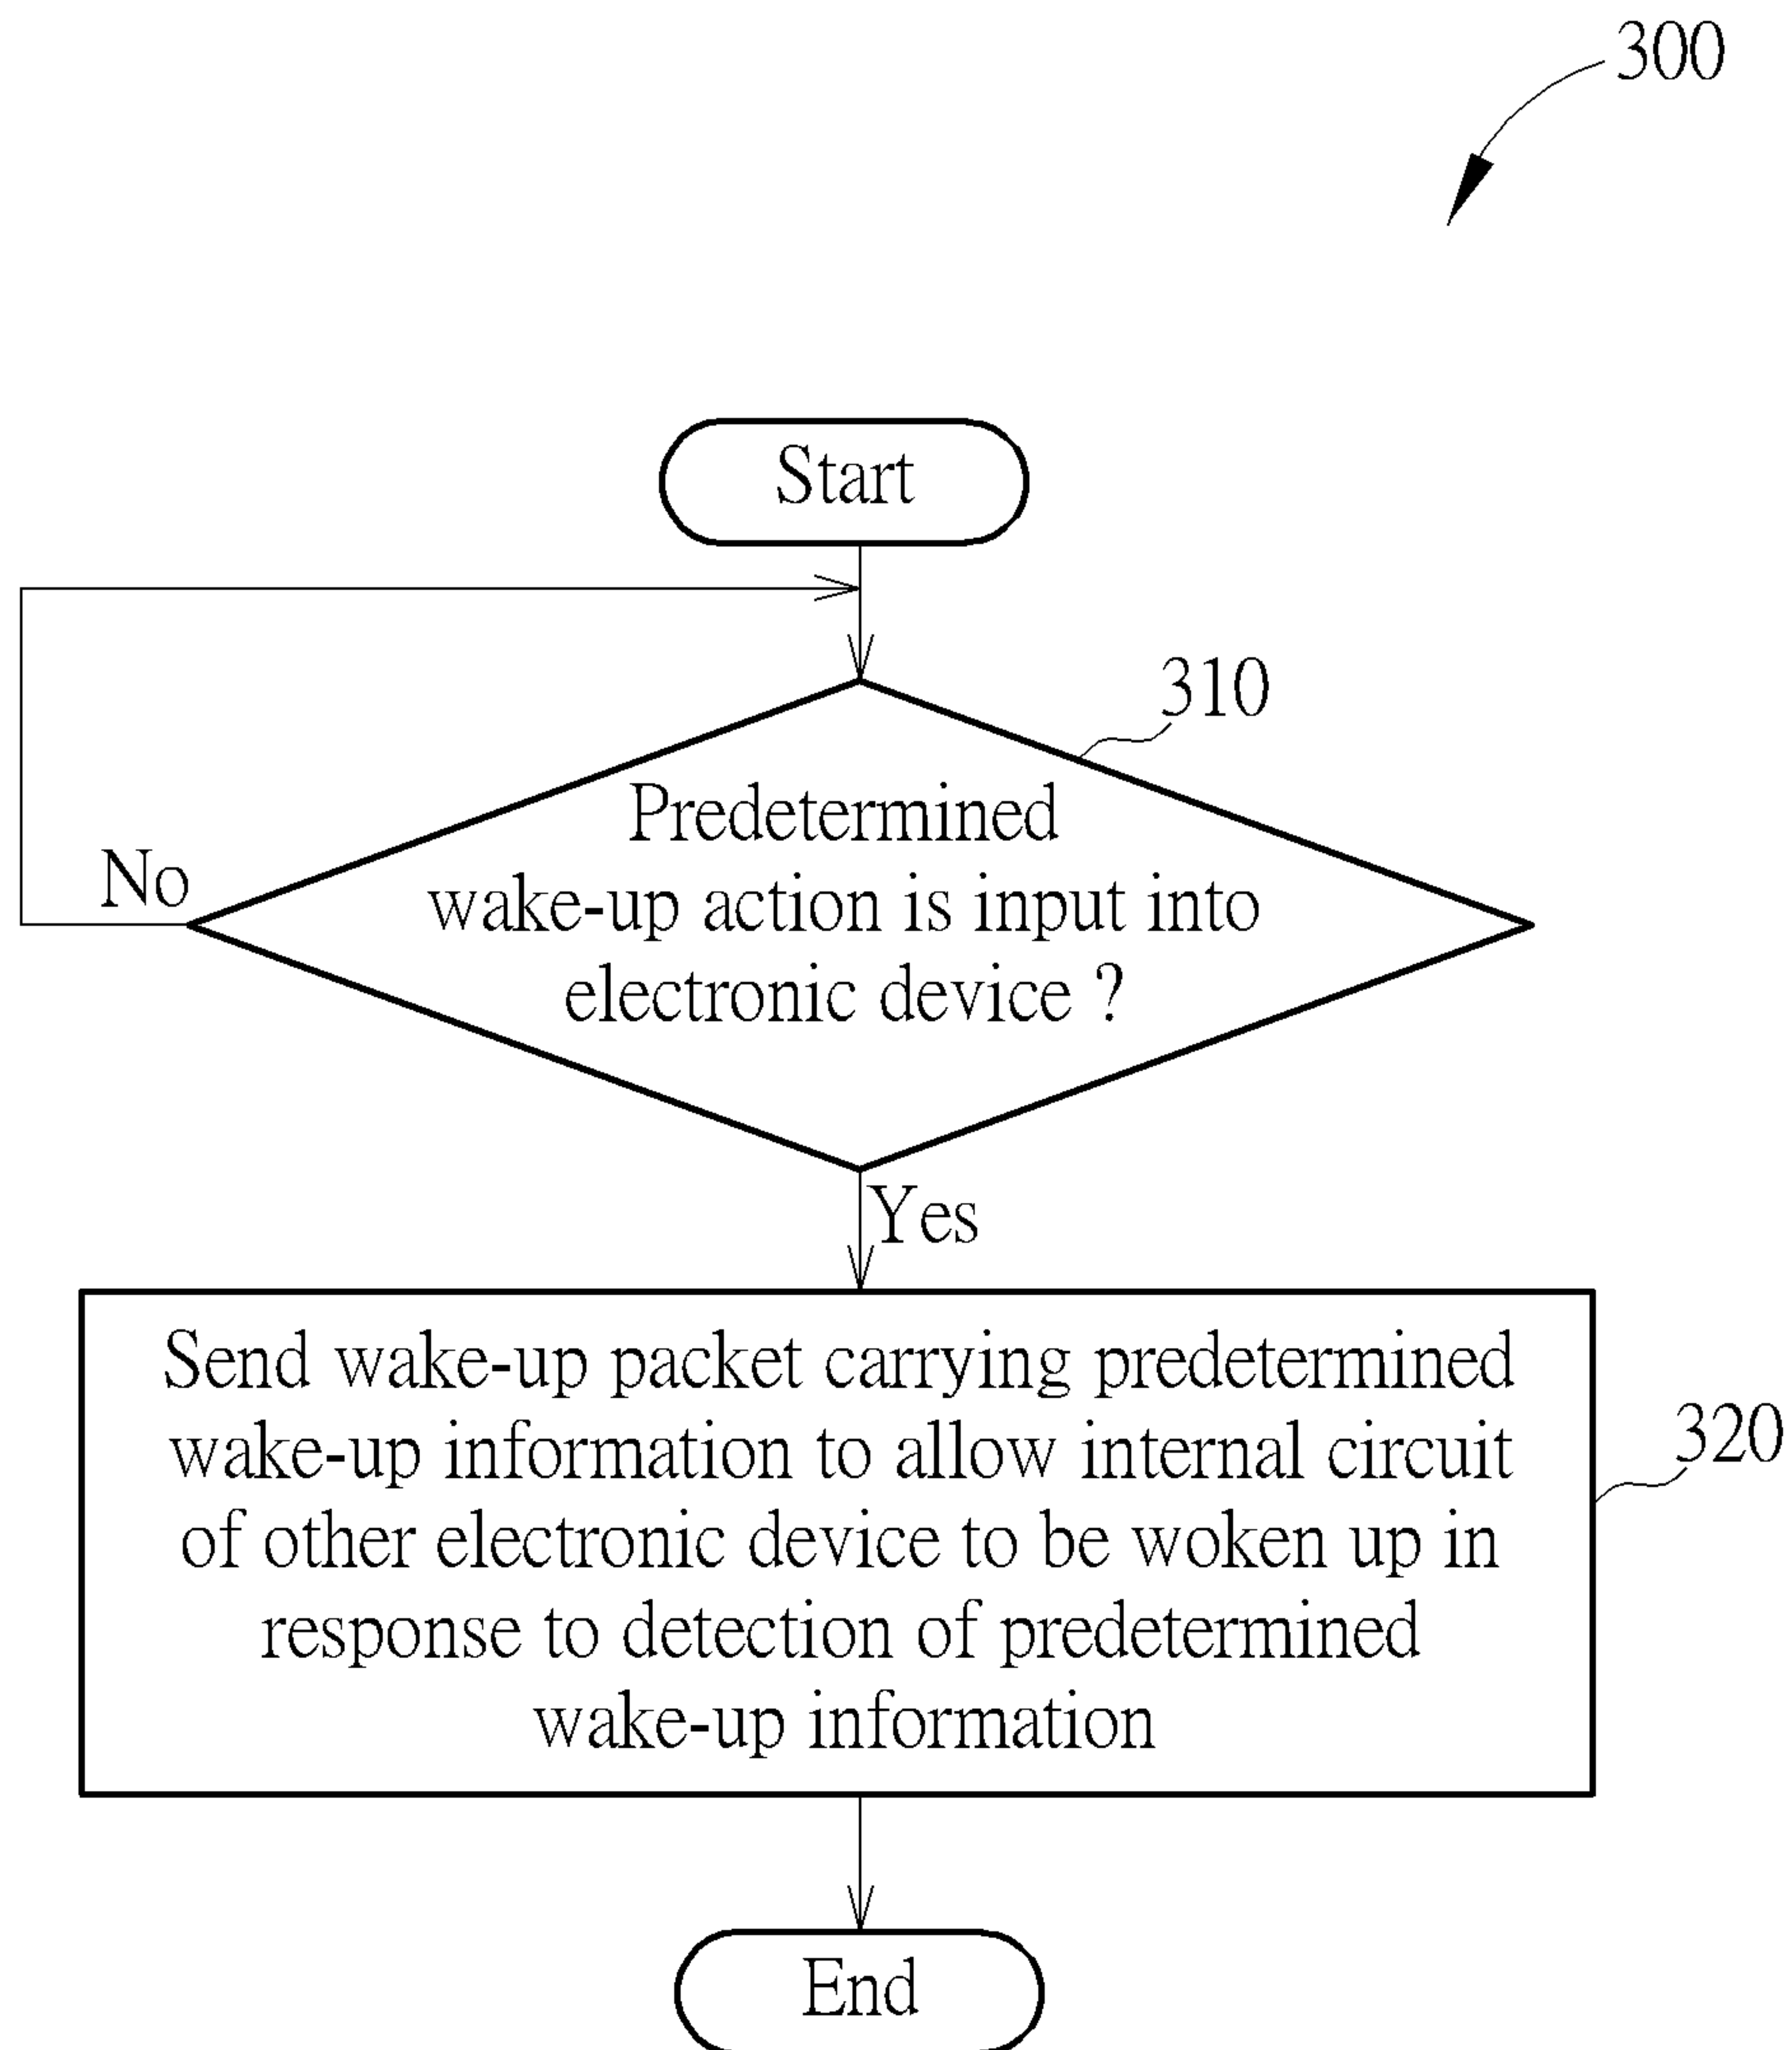 300
Start
310
Predetermined
wake-up action is input into
electronic device ?
No
Yes
Send wake-up packet carrying predetermined
wake-up information to allow internal circuit
of other electronic device to be woken up in
response to detection of predetermined
wake-up information
320
End